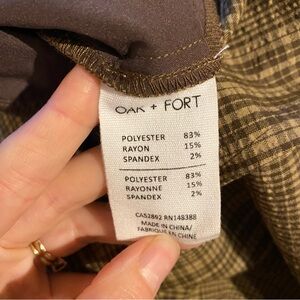 OAK + FORT
POLYESTER 83%
RAYON 15%
SPANDEX 2%
POLYESTER 83%
RAYONNE 15%
SPANDEX 2%
CA52892 RN148388
MADE IN CHINA/
FABRIQUE EN CHINE